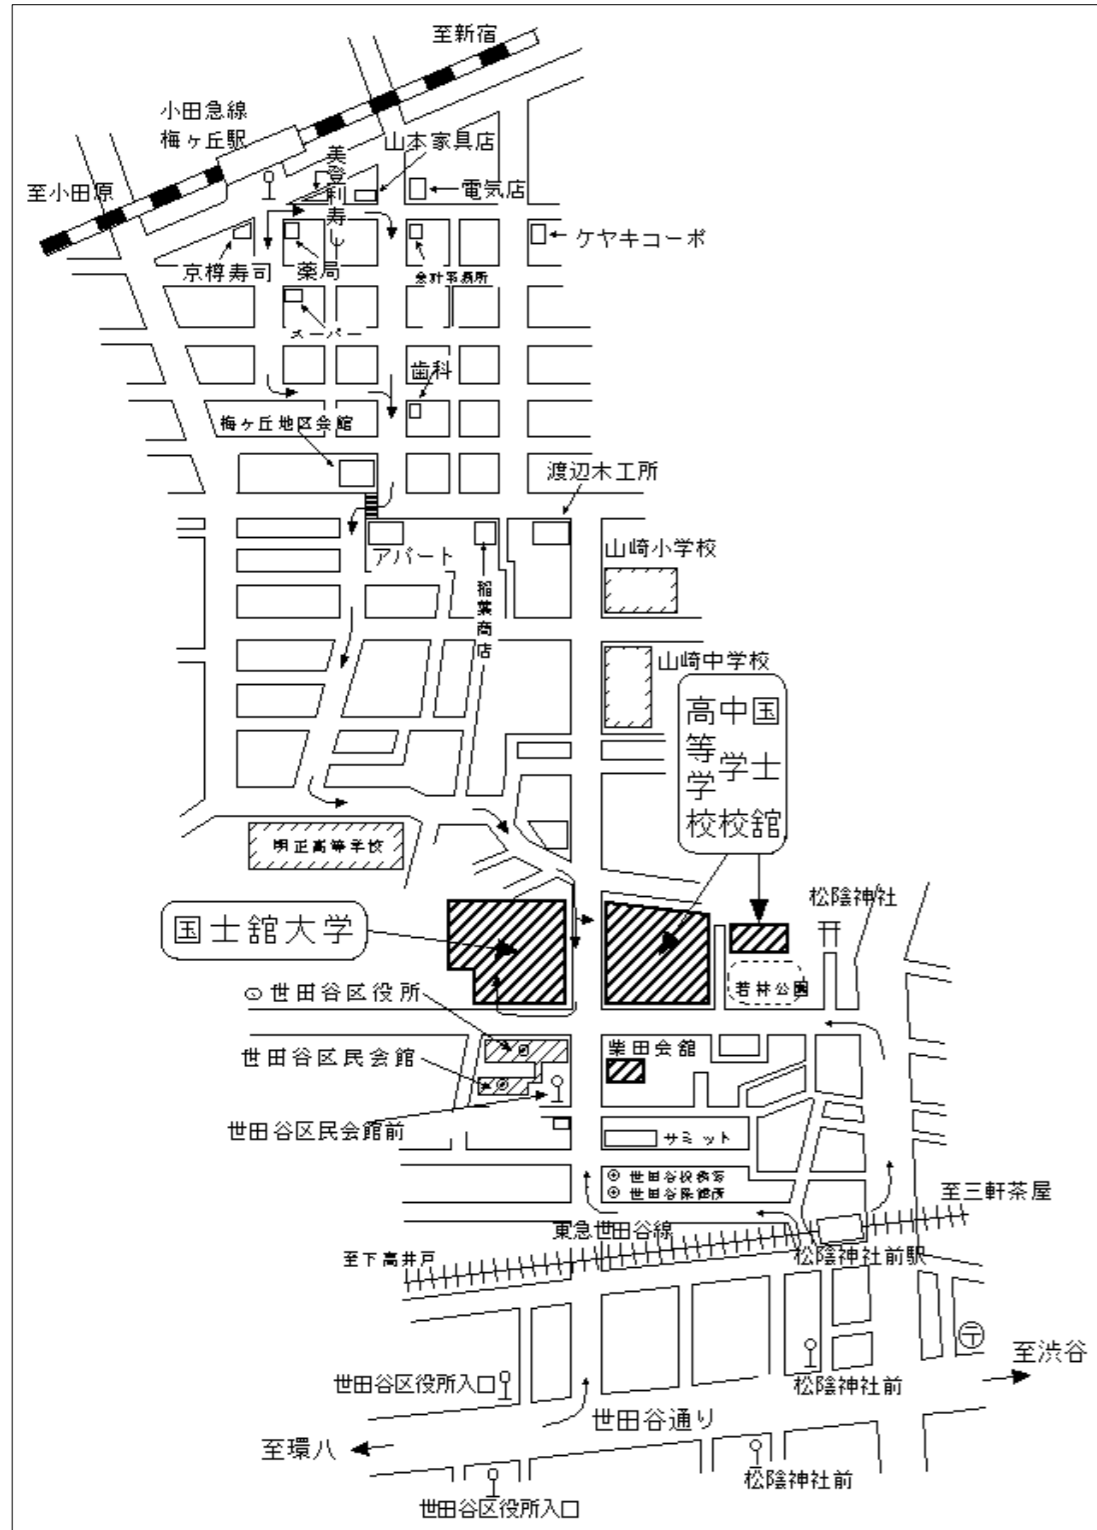 至新宿
小田急線
梅ヶ丘駅
山本家具店
美登利寿し
電気店
至小田原
ケヤキコーポ
京樽寿司
薬局
会計事務所
スーパー
歯科
梅ヶ丘地区会館
渡辺木工所
アパート
山崎小学校
稲葉商店
山崎中学校
国士舘
中学校
高等学校
明正高等学校
松陰神社
国士舘大学
若林公園
世田谷区役所
柴田会舘
世田谷区民会館
世田谷区民会館前
サミット
世田谷税務署
世田谷保健所
至三軒茶屋
東急世田谷線
至下高井戸
松陰神社前駅
〒
至渋谷
世田谷区役所入口
松陰神社前
世田谷通り
至環八
松陰神社前
世田谷区役所入口